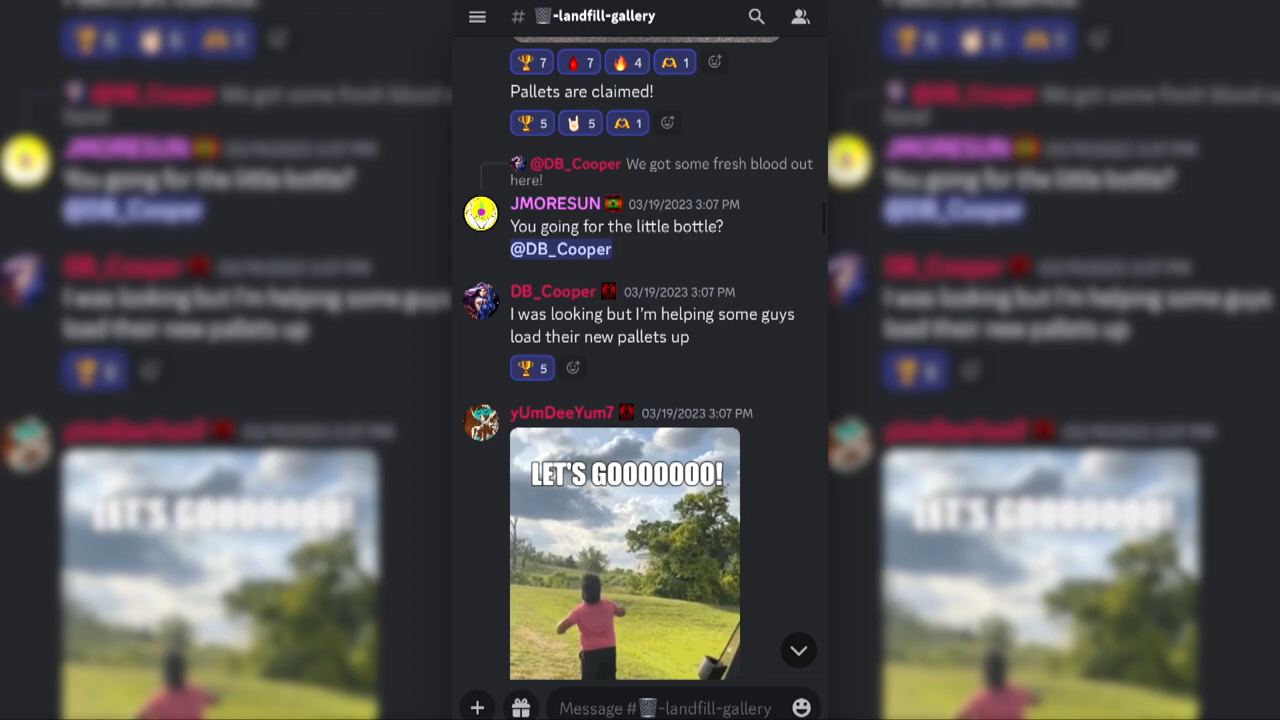 # 🗑️-landfill-gallery
🏆 7 🩸 7 🔥 4 🫶 1
Pallets are claimed!
🏆 5 🤘🏻 5 🫶 1
@DB_Cooper We got some fresh blood out
here!
JMORESUN 03/19/2023 3:07 PM
You going for the little bottle?
@DB_Cooper
DB_Cooper 03/19/2023 3:07 PM
I was looking but I'm helping some guys
load their new pallets up
🏆 5
yUmDeeYum7 03/19/2023 3:07 PM
LET'S GOOOOOOO!
Message #🗑️-landfill-gallery